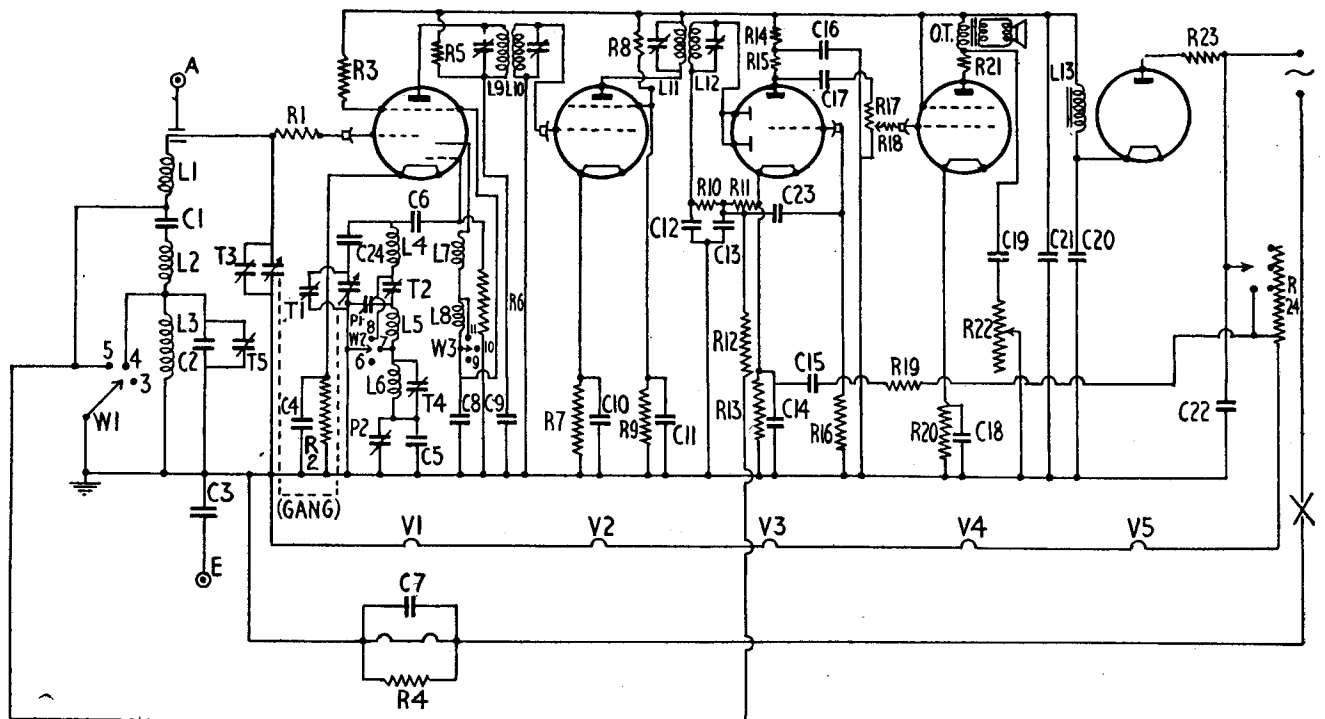 A
R3
R1
L1
C1
L2
L3
C2
T5
T3
5
4
3
W1
C3
E
(GANG)
C4
R2
T1
C24
L4
C6
T2
P1
8
W2
7
6
L5
L6
T4
P2
C5
L7
L8
11
W3
10
9
C8
C9
R6
R5
L9
L10
R8
L11
L12
R7
C10
R9
C11
R10
R11
C12
C13
C23
R14
R15
C16
C17
R17
R18
R12
R13
C14
C15
R16
R19
O.T.
R21
C19
R22
R20
C18
C21
C20
L13
R23
~
R24
C22
V1
V2
V3
V4
V5
C7
R4